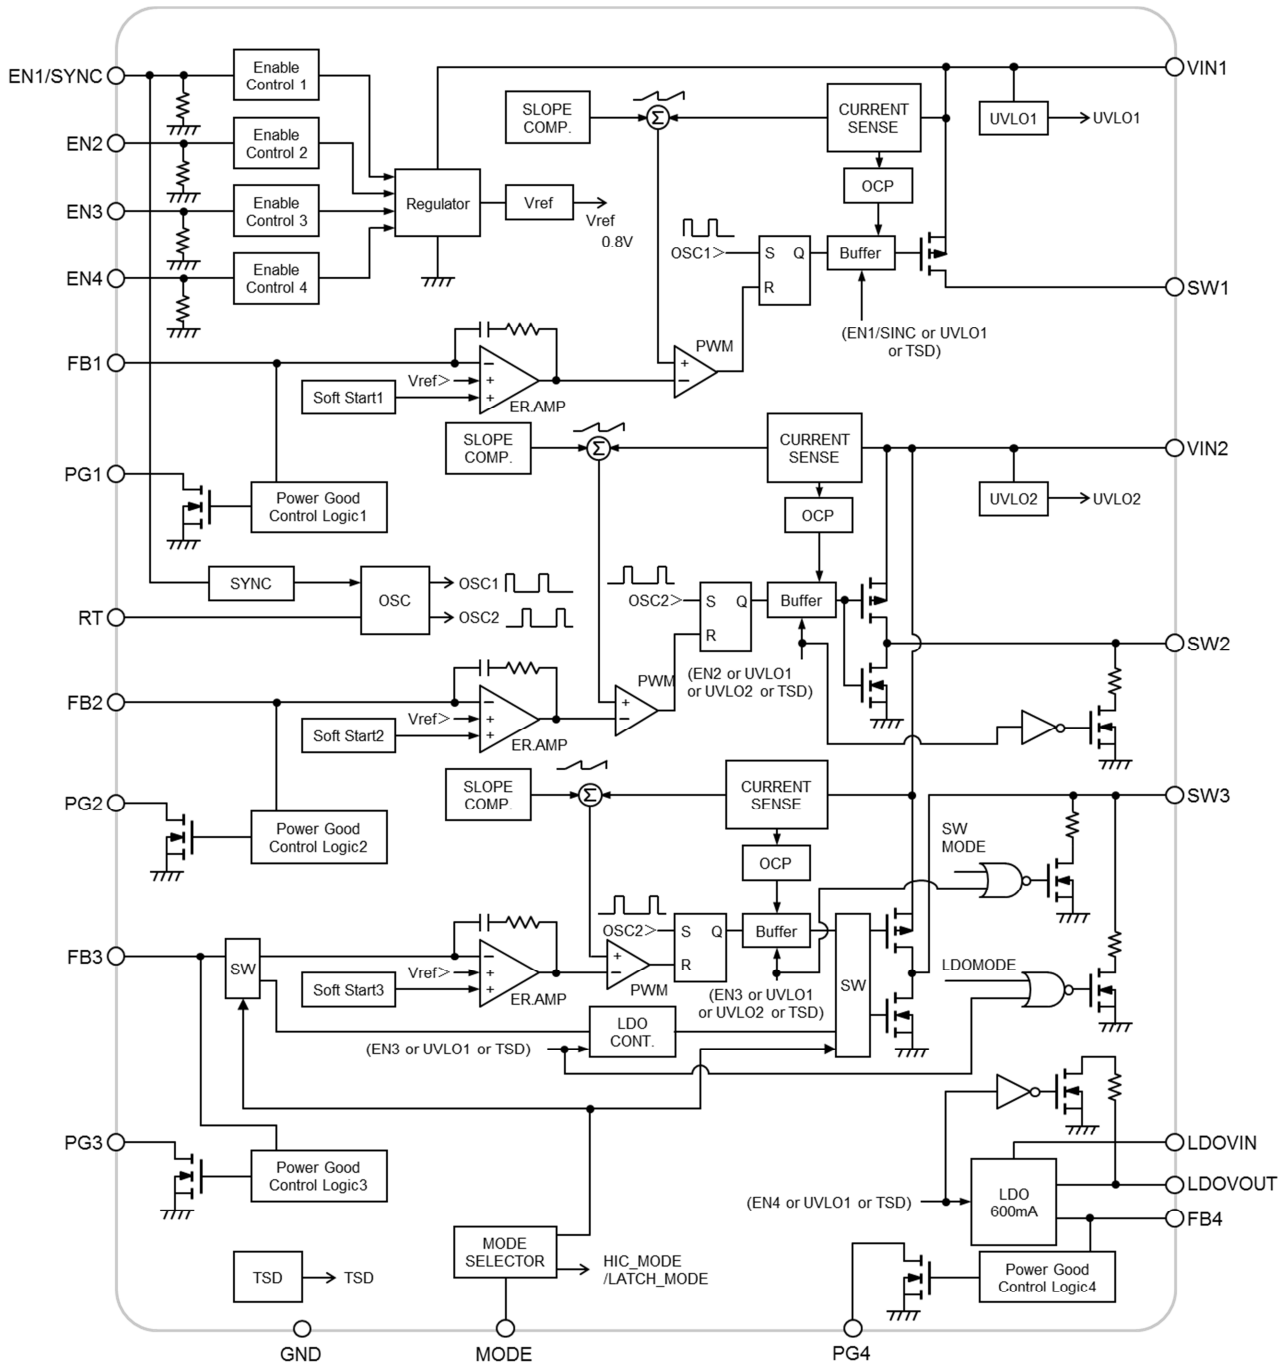 EN1/SYNC
Enable
Control 1
EN2
Enable
Control 2
EN3
Enable
Control 3
EN4
Enable
Control 4
Regulator
Vref
Vref
0.8V
SLOPE
COMP.
Σ
CURRENT
SENSE
OCP
VIN1
UVLO1
UVLO1
OSC1>
S
Q
R
Buffer
SW1
(EN1/SINC or UVLO1
or TSD)
FB1
Vref>
Soft Start1
−
+
+
ER.AMP
PWM
+
−
PG1
Power Good
Control Logic1
SLOPE
COMP.
Σ
CURRENT
SENSE
OCP
VIN2
UVLO2
UVLO2
SYNC
OSC
OSC1
OSC2
RT
OSC2>
S
Q
R
Buffer
SW2
(EN2 or UVLO1
or UVLO2 or TSD)
FB2
Vref>
Soft Start2
−
+
+
ER.AMP
PWM
+
−
PG2
Power Good
Control Logic2
SLOPE
COMP.
Σ
CURRENT
SENSE
OCP
SW3
SW
MODE
OSC2>
S
Q
R
Buffer
FB3
SW
Vref>
Soft Start3
−
+
+
ER.AMP
+
−
PWM
SW
LDOMODE
(EN3 or UVLO1
or UVLO2 or TSD)
LDO
CONT.
(EN3 or UVLO1 or TSD)
PG3
Power Good
Control Logic3
LDOVIN
LDOVOUT
FB4
(EN4 or UVLO1 or TSD)
LDO
600mA
MODE
SELECTOR
HIC_MODE
/LATCH_MODE
TSD
TSD
Power Good
Control Logic4
GND
MODE
PG4